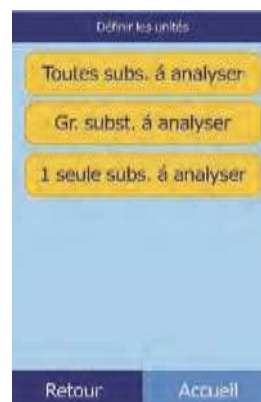 Définir les unités
Toutes subs. á analyser
Gr. subst. á analyser
1 seule subs. á analyser
Retour Accueil